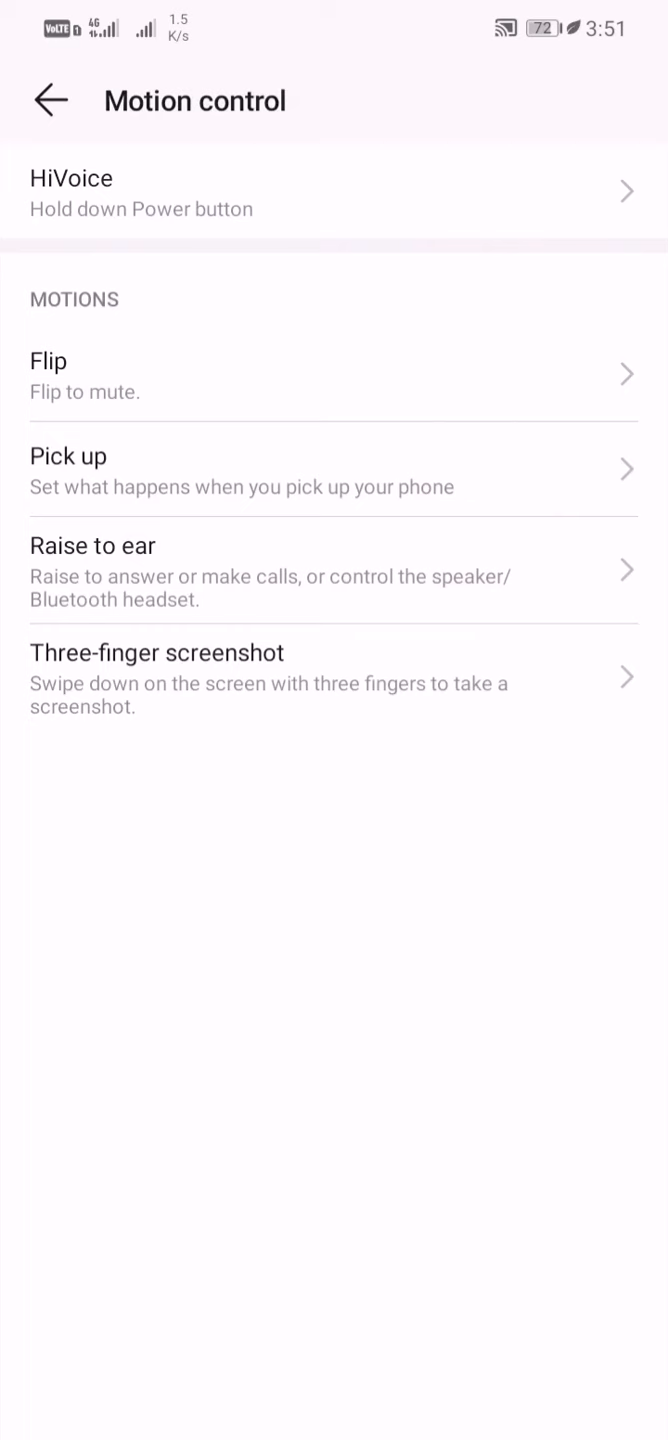 VoLTE 4G 1.5 K/s 72 3:51
Motion control
HiVoice
Hold down Power button
MOTIONS
Flip
Flip to mute.
Pick up
Set what happens when you pick up your phone
Raise to ear
Raise to answer or make calls, or control the speaker/
Bluetooth headset.
Three-finger screenshot
Swipe down on the screen with three fingers to take a
screenshot.